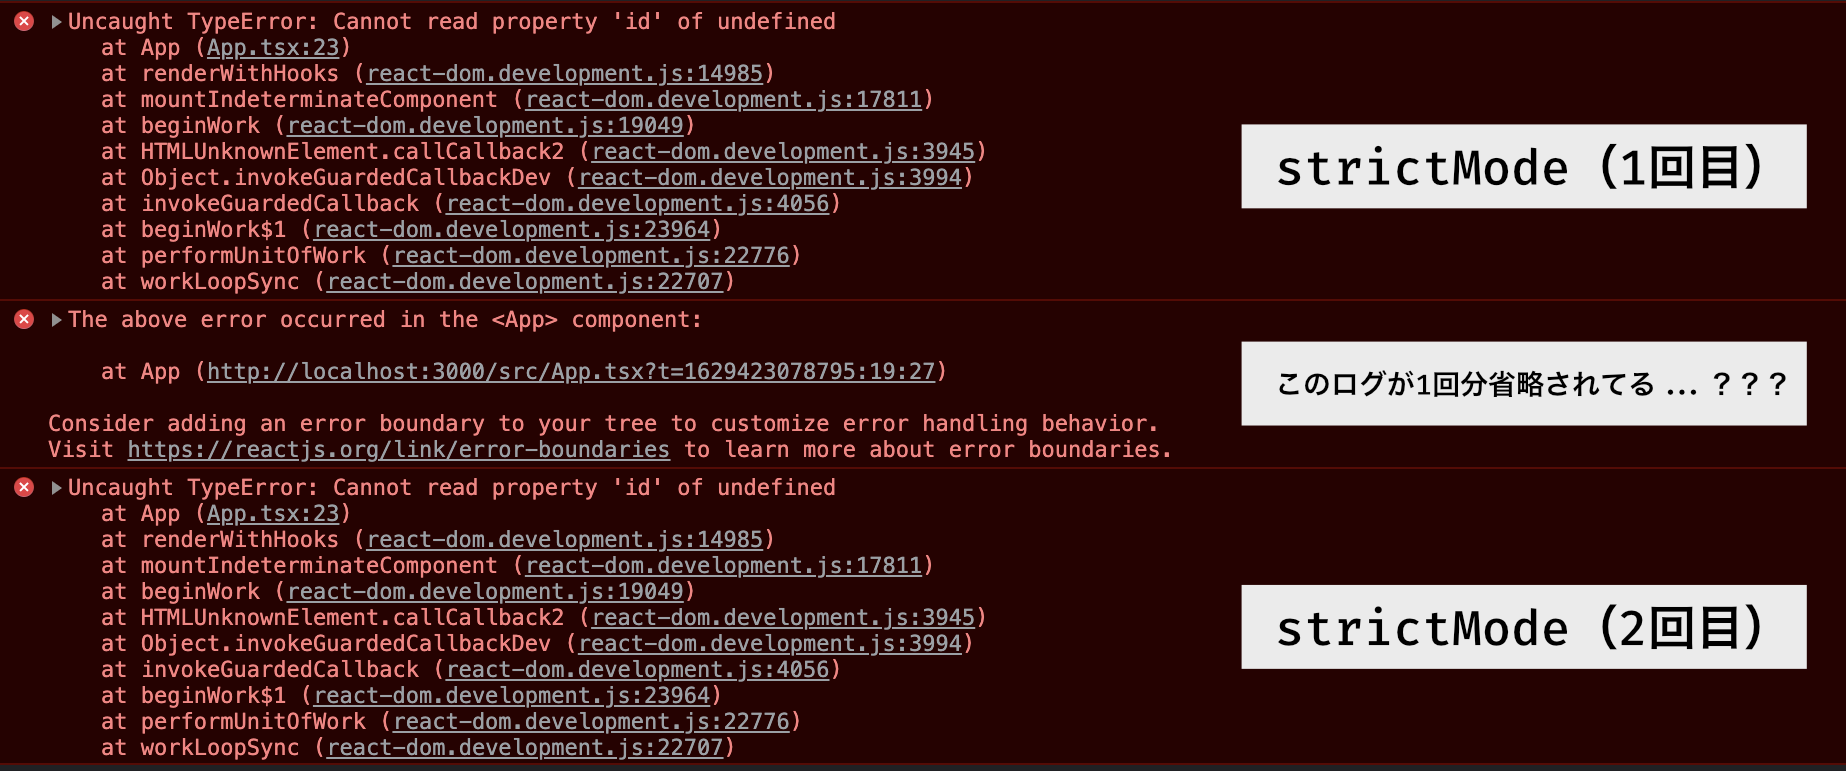 Uncaught TypeError: Cannot read property 'id' of undefined
at App (App.tsx:23)
at renderWithHooks (react-dom.development.js:14985)
at mountIndeterminateComponent (react-dom.development.js:17811)
at beginWork (react-dom.development.js:19049)
at HTMLUnknownElement.callCallback2 (react-dom.development.js:3945)
at Object.invokeGuardedCallbackDev (react-dom.development.js:3994)
at invokeGuardedCallback (react-dom.development.js:4056)
at beginWork$1 (react-dom.development.js:23964)
at performUnitOfWork (react-dom.development.js:22776)
at workLoopSync (react-dom.development.js:22707)
strictMode（1回目）
The above error occurred in the <App> component:
at App (http://localhost:3000/src/App.tsx?t=1629423078795:19:27)
Consider adding an error boundary to your tree to customize error handling behavior.
Visit https://reactjs.org/link/error-boundaries to learn more about error boundaries.
このログが1回分省略されてる ... ？？？
Uncaught TypeError: Cannot read property 'id' of undefined
at App (App.tsx:23)
at renderWithHooks (react-dom.development.js:14985)
at mountIndeterminateComponent (react-dom.development.js:17811)
at beginWork (react-dom.development.js:19049)
at HTMLUnknownElement.callCallback2 (react-dom.development.js:3945)
at Object.invokeGuardedCallbackDev (react-dom.development.js:3994)
at invokeGuardedCallback (react-dom.development.js:4056)
at beginWork$1 (react-dom.development.js:23964)
at performUnitOfWork (react-dom.development.js:22776)
at workLoopSync (react-dom.development.js:22707)
strictMode（2回目）